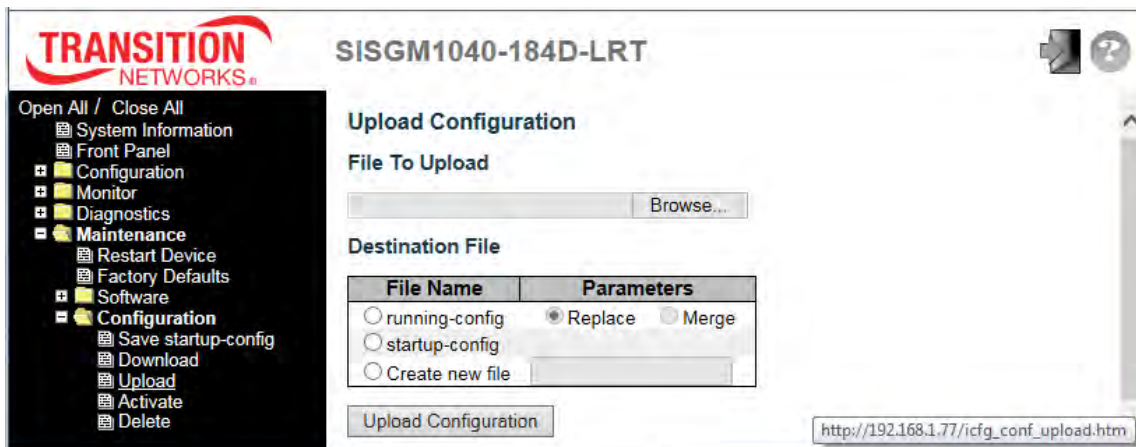 TRANSITION
NETWORKS®
SISGM1040-184D-LRT
?
Open All / Close All
System Information
Front Panel
Configuration
Monitor
Diagnostics
Maintenance
Restart Device
Factory Defaults
Software
Configuration
Save startup-config
Download
Upload
Activate
Delete
Upload Configuration
File To Upload
Browse...
Destination File
File Name Parameters
running-config Replace Merge
startup-config
Create new file
Upload Configuration
http://192.168.1.77/icfg_conf_upload.htm